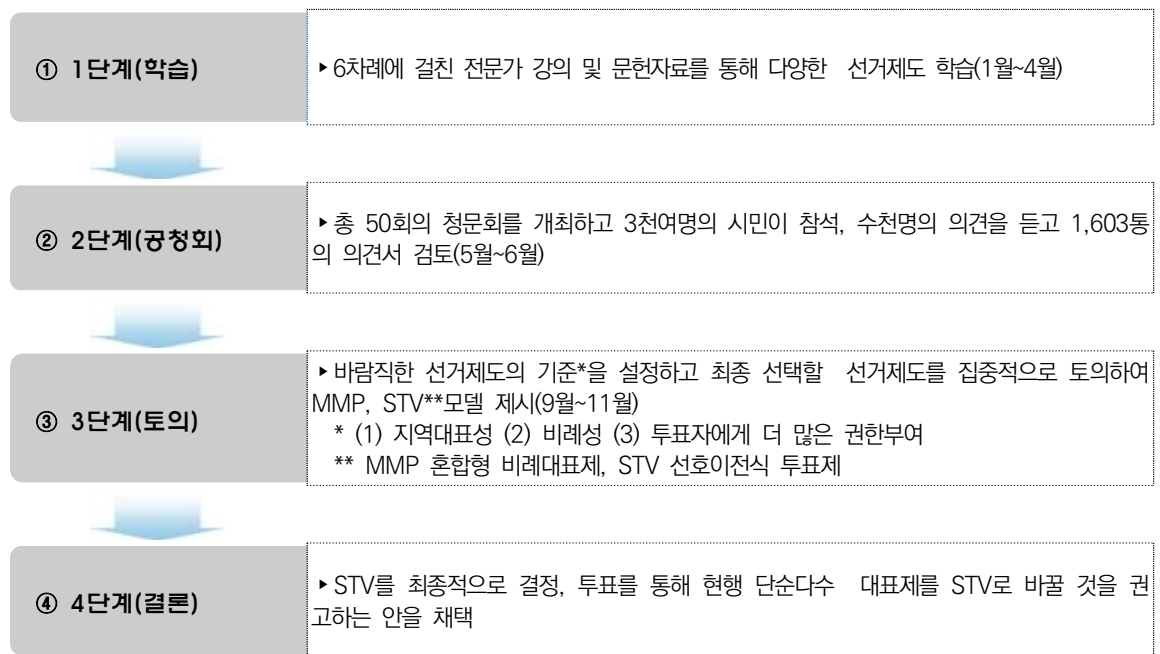 ① 1단계(학습)
▸6차례에 걸친 전문가 강의 및 문헌자료를 통해 다양한 선거제도 학습(1월~4월)
② 2단계(공청회)
▸총 50회의 청문회를 개최하고 3천여명의 시민이 참석, 수천명의 의견을 듣고 1,603통
의 의견서 검토(5월~6월)
③ 3단계(토의)
▸바람직한 선거제도의 기준*을 설정하고 최종 선택할 선거제도를 집중적으로 토의하여
MMP, STV**모델 제시(9월~11월)
* (1) 지역대표성 (2) 비례성 (3) 투표자에게 더 많은 권한부여
** MMP 혼합형 비례대표제, STV 선호이전식 투표제
④ 4단계(결론)
▸STV를 최종적으로 결정, 투표를 통해 현행 단순다수 대표제를 STV로 바꿀 것을 권
고하는 안을 채택